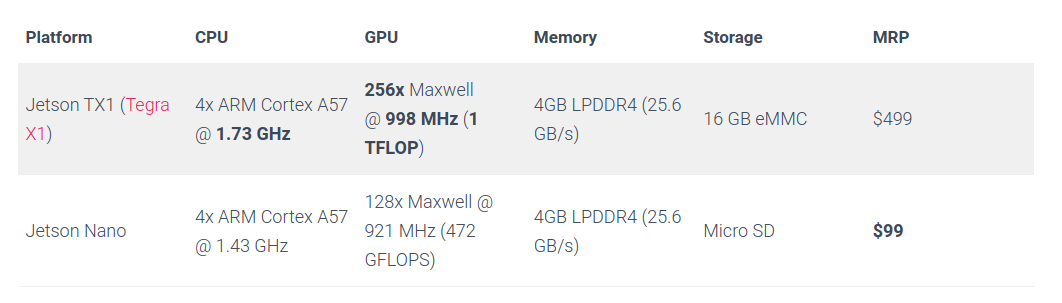 Platform CPU GPU Memory Storage MRP
Jetson TX1 (Tegra X1) 4x ARM Cortex A57 @ 1.73 GHz 256x Maxwell @ 998 MHz (1 TFLOP) 4GB LPDDR4 (25.6 GB/s) 16 GB eMMC $499
Jetson Nano 4x ARM Cortex A57 @ 1.43 GHz 128x Maxwell @ 921 MHz (472 GFLOPS) 4GB LPDDR4 (25.6 GB/s) Micro SD $99